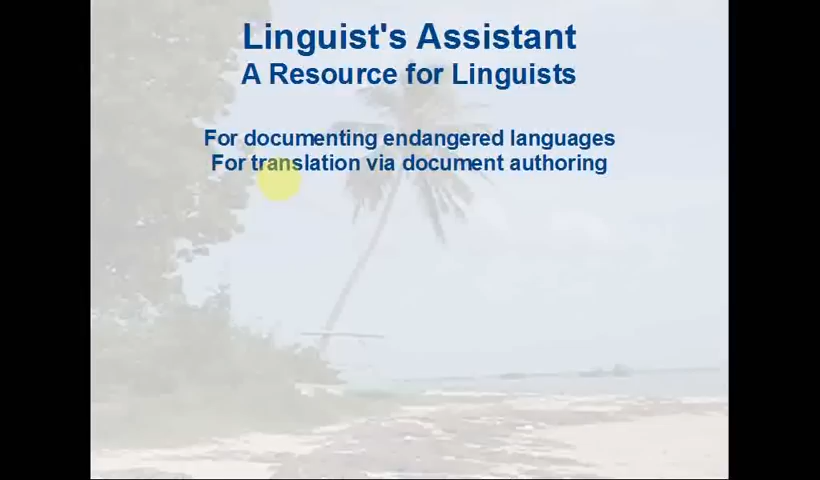 Linguist's Assistant
A Resource for Linguists
For documenting endangered languages
For translation via document authoring